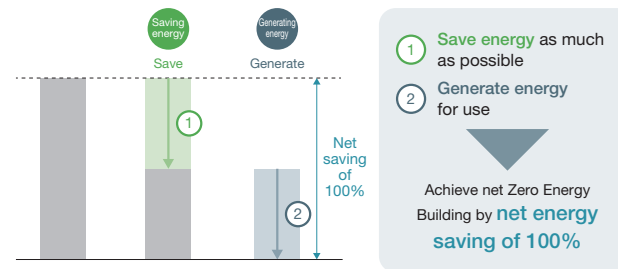 Saving
energy
Generating
energy
Save
Generate
1
Net
saving
of
100%
2
1
Save energy as much
as possible
2
Generate energy
for use
Achieve net Zero Energy
Building by net energy
saving of 100%